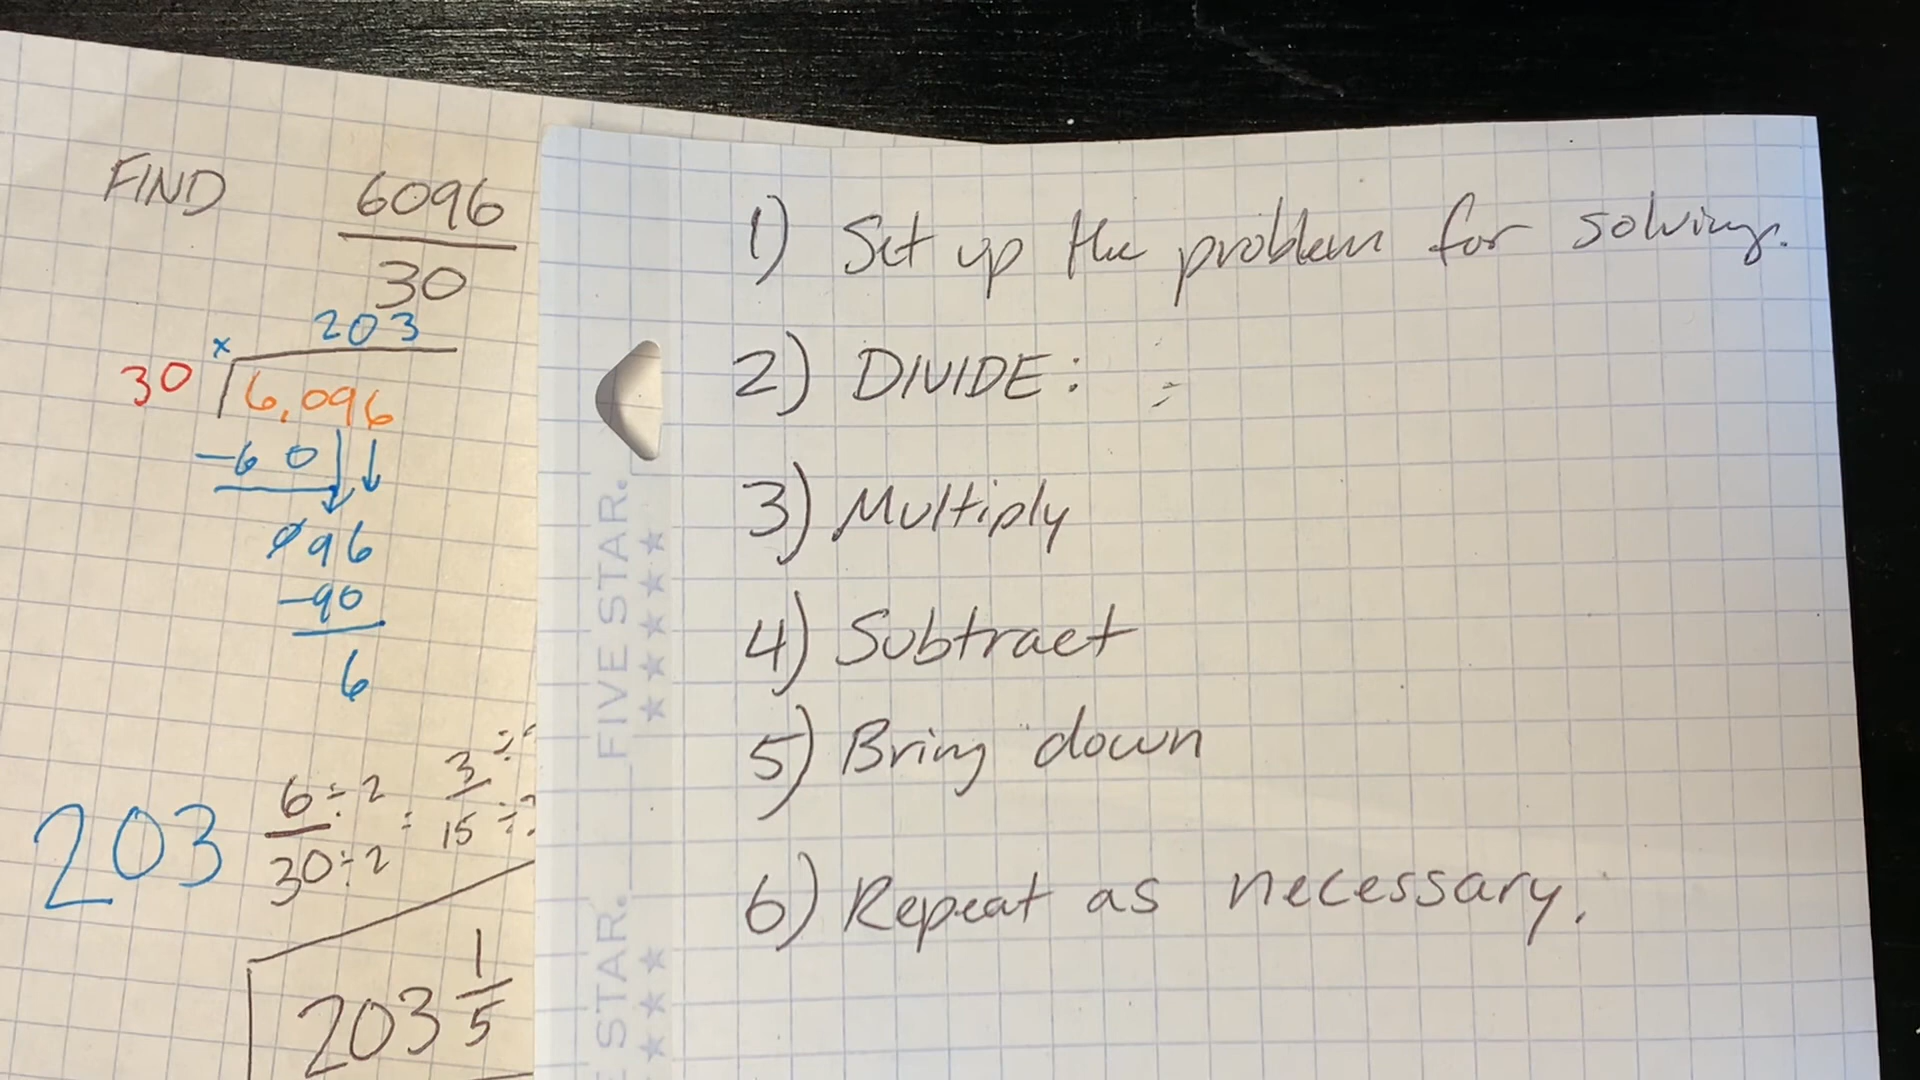 FIND 6096
30
203
x
30 6,096
-60
096
-90
6
203 6÷2 = 3 ÷
30÷2 15 ÷
203 1
5
1) Set up the problem for solving.
2) DIVIDE:
3) Multiply
4) Subtract
5) Bring down
6) Repeat as necessary.
FIVE STAR.
E STAR.